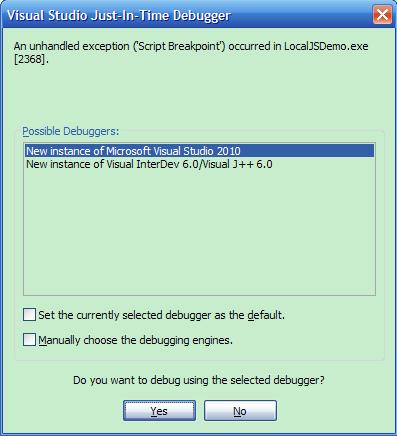 Visual Studio Just-In-Time Debugger
An unhandled exception ('Script Breakpoint') occurred in LocalJSDemo.exe
[2368].
Possible Debuggers:
New instance of Microsoft Visual Studio 2010
New instance of Visual InterDev 6.0/Visual J++ 6.0
Set the currently selected debugger as the default.
Manually choose the debugging engines.
Do you want to debug using the selected debugger?
Yes No